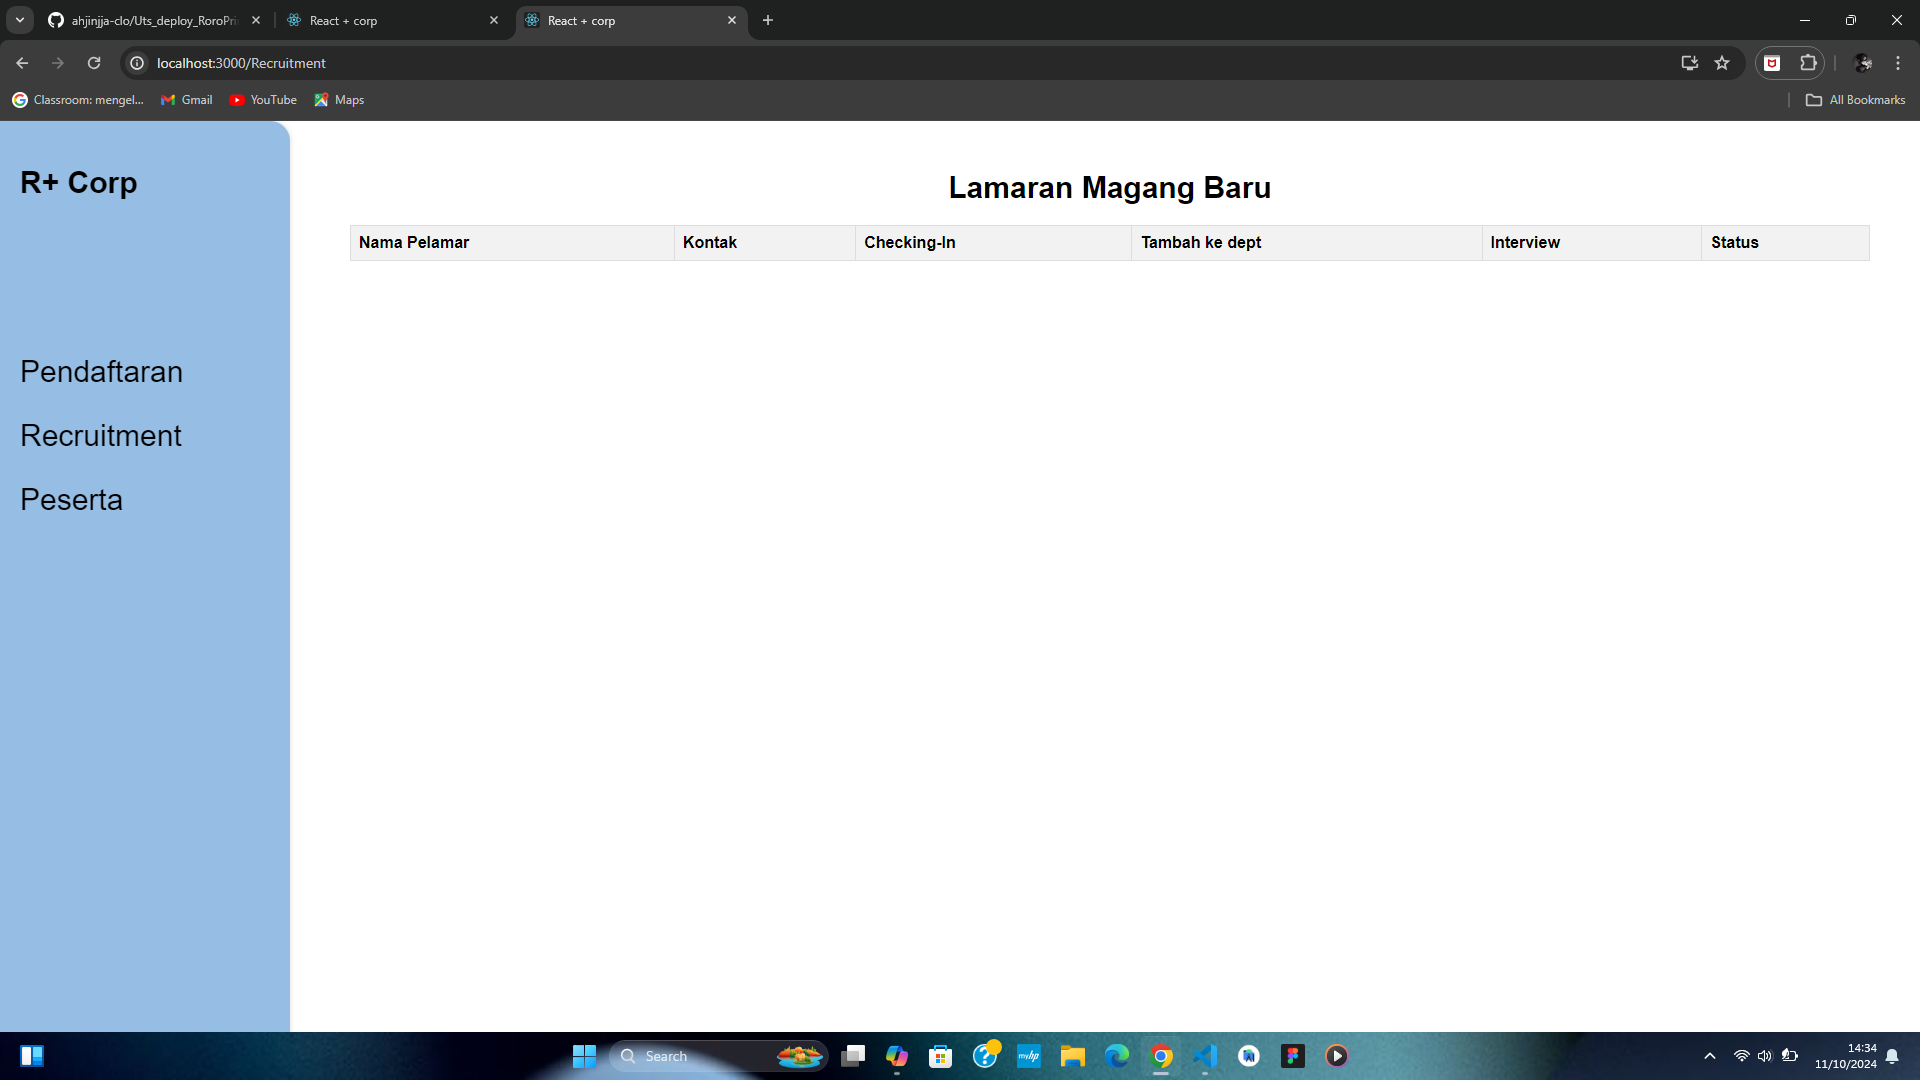 ahjinjja-clo/Uts_deploy_RoroPri
React + corp
React + corp
localhost:3000/Recruitment
Classroom: mengel...
Gmail
YouTube
Maps
All Bookmarks
R+ Corp
Pendaftaran
Recruitment
Peserta
Lamaran Magang Baru
Nama Pelamar Kontak Checking-In Tambah ke dept Interview Status
Search
myhp
14:34
11/10/2024